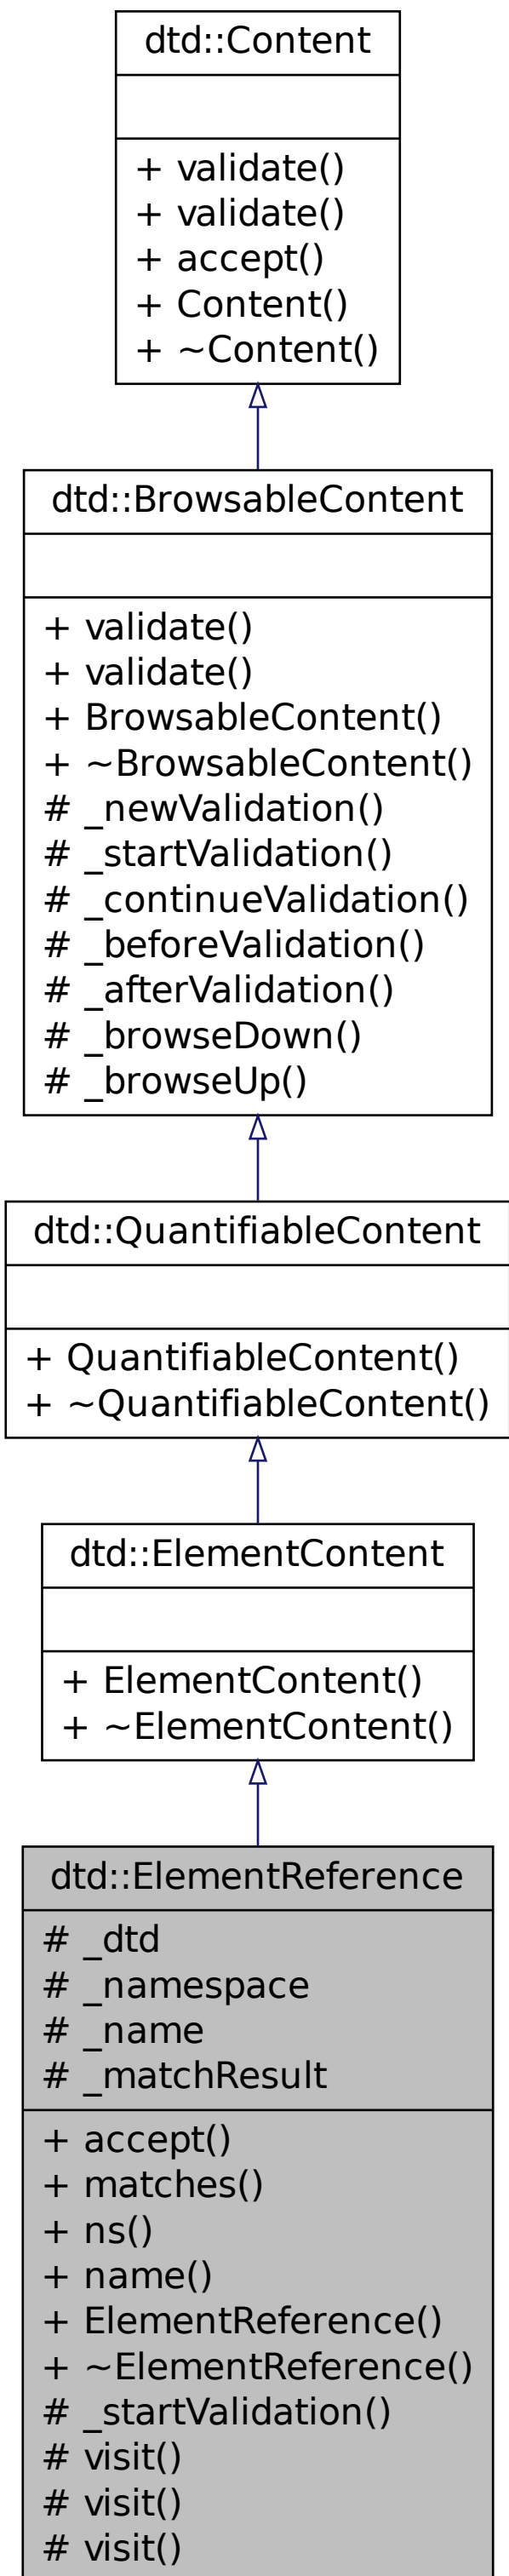 dtd::Content
+ validate()
+ validate()
+ accept()
+ Content()
+ ~Content()
dtd::BrowsableContent
+ validate()
+ validate()
+ BrowsableContent()
+ ~BrowsableContent()
# _newValidation()
# _startValidation()
# _continueValidation()
# _beforeValidation()
# _afterValidation()
# _browseDown()
# _browseUp()
dtd::QuantifiableContent
+ QuantifiableContent()
+ ~QuantifiableContent()
dtd::ElementContent
+ ElementContent()
+ ~ElementContent()
dtd::ElementReference
# _dtd
# _namespace
# _name
# _matchResult
+ accept()
+ matches()
+ ns()
+ name()
+ ElementReference()
+ ~ElementReference()
# _startValidation()
# visit()
# visit()
# visit()